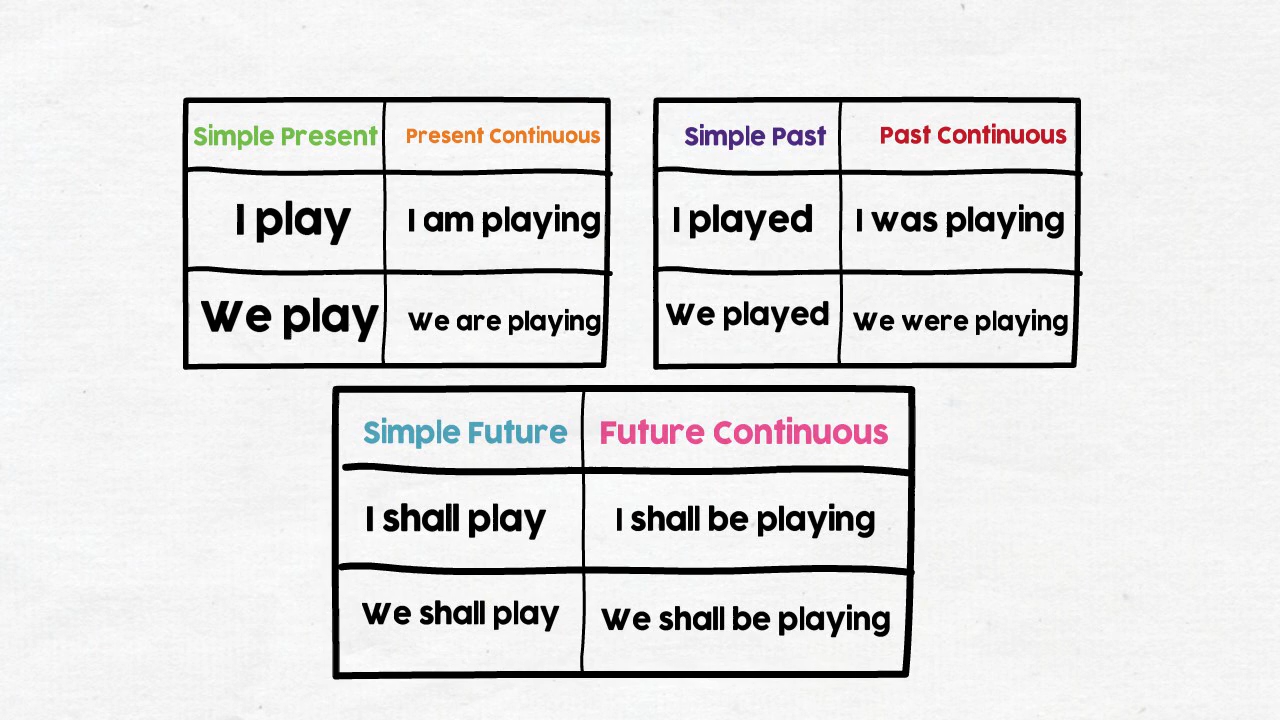 Simple Present Present Continuous
I play I am playing
We play We are playing
Simple Past Past Continuous
I played I was playing
We played We were playing
Simple Future Future Continuous
I shall play I shall be playing
We shall play We shall be playing